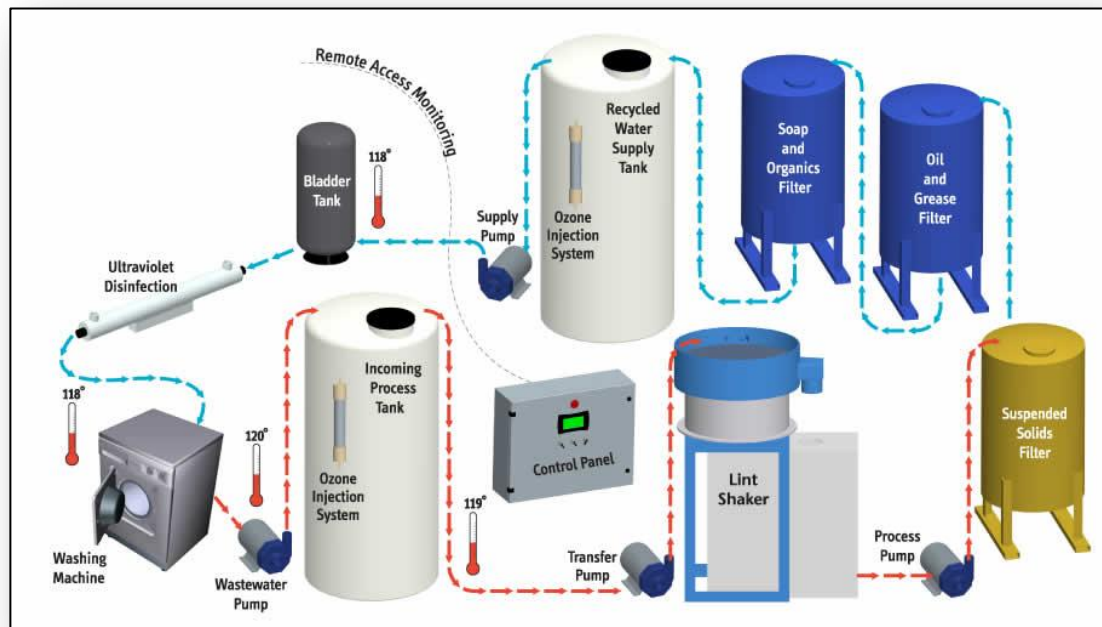 Remote Access Monitoring
118°
Bladder
Tank
Supply
Pump
Recycled
Water
Supply
Tank
Ozone
Injection
System
Soap
and
Organics
Filter
Oil
and
Grease
Filter
Ultraviolet
Disinfection
118°
Washing
Machine
120°
Wastewater
Pump
Incoming
Process
Tank
Ozone
Injection
System
119°
Control Panel
Transfer
Pump
Lint
Shaker
Process
Pump
Suspended
Solids
Filter